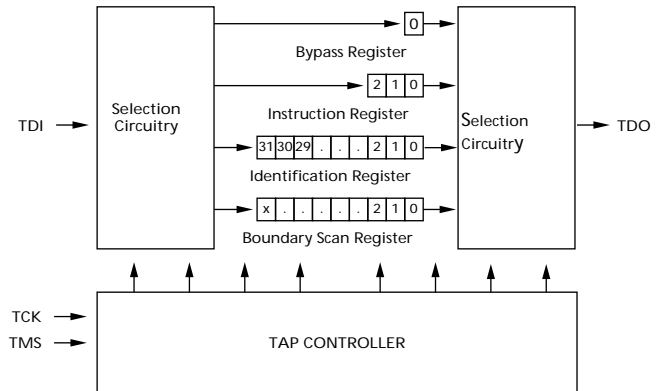 0
Bypass Register
2 1 0
Selection
Circuitry
Instruction Register
Selection
Circuitry
TDI
TDO
31 30 29 . . . 2 1 0
Identification Register
x . . . . . 2 1 0
Boundary Scan Register
TCK
TMS
TAP CONTROLLER